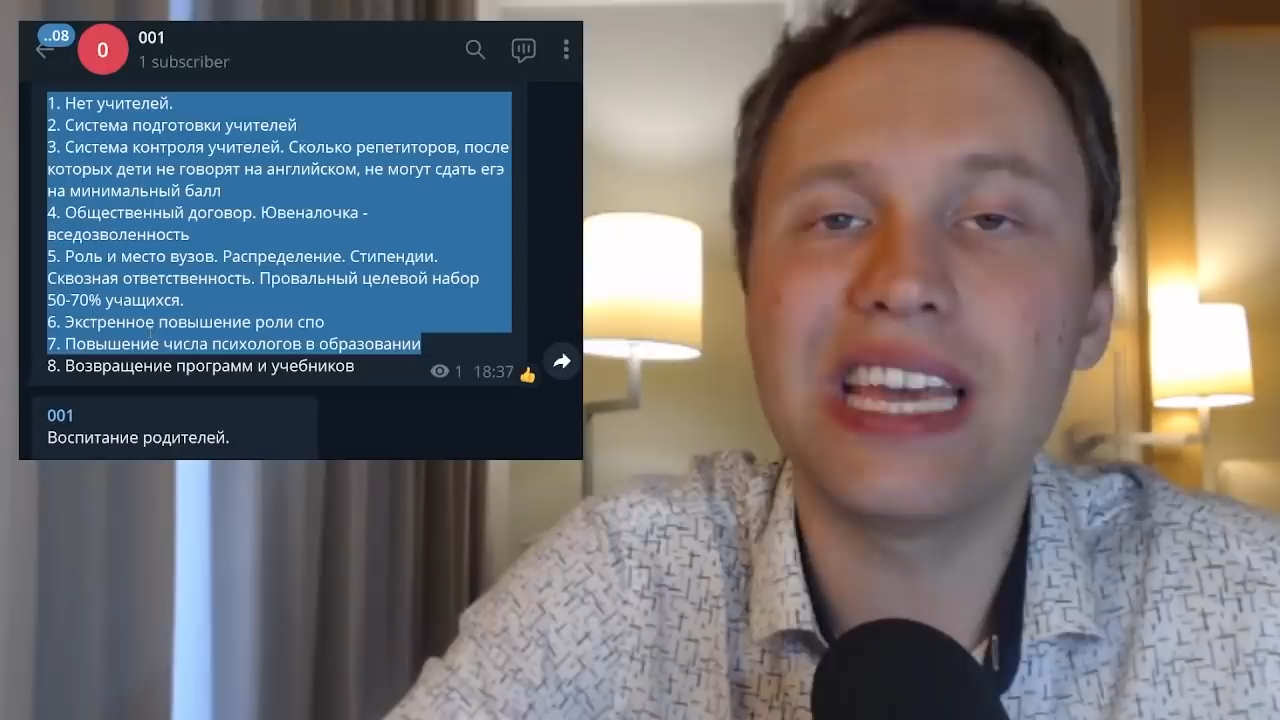 ..08
0
001
1 subscriber
1. Нет учителей.
2. Система подготовки учителей
3. Система контроля учителей. Сколько репетиторов, после
которых дети не говорят на английском, не могут сдать егэ
на минимальный балл
4. Общественный договор. Ювеналочка -
вседозволенность
5. Роль и место вузов. Распределение. Стипендии.
Сквозная ответственность. Провальный целевой набор
50-70% учащихся.
6. Экстренное повышение роли спо
7. Повышение числа психологов в образовании
8. Возвращение программ и учебников
1 18:37
001
Воспитание родителей.